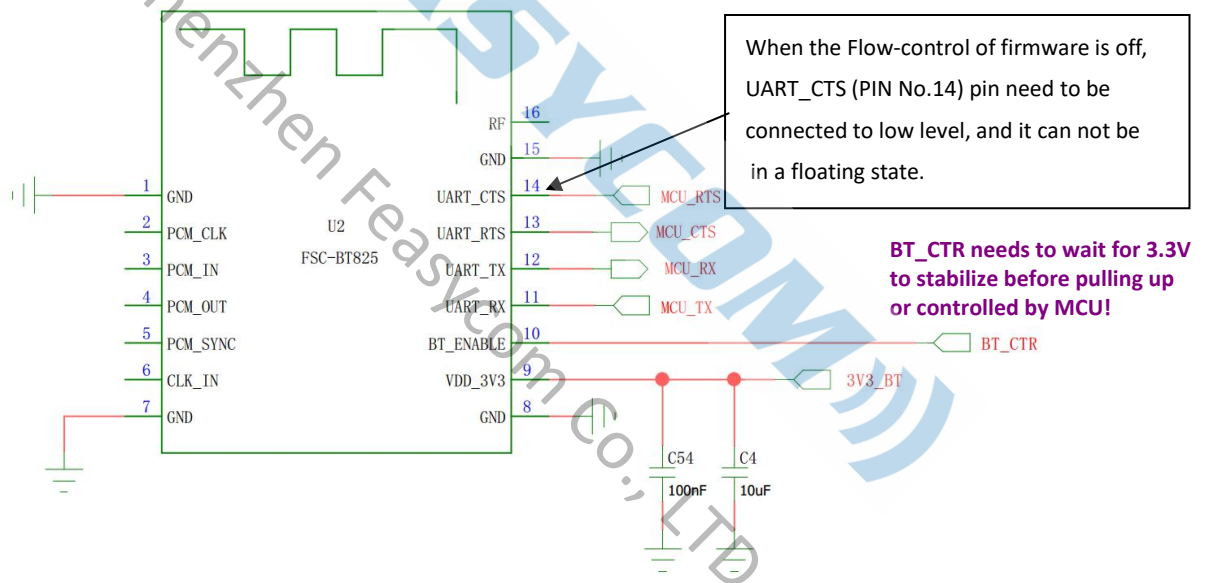 When the Flow-control of firmware is off,
UART_CTS (PIN No.14) pin need to be
connected to low level, and it can not be
in a floating state.
BT_CTR needs to wait for 3.3V
to stabilize before pulling up
or controlled by MCU!
U2
FSC-BT825
1 GND
2 PCM_CLK
3 PCM_IN
4 PCM_OUT
5 PCM_SYNC
6 CLK_IN
7 GND
RF 16
GND 15
UART_CTS 14 MCU_RTS
UART_RTS 13 MCU_CTS
UART_TX 12 MCU_RX
UART_RX 11 MCU_TX
BT_ENABLE 10 BT_CTR
VDD_3V3 9 3V3_BT
GND 8
C54
100nF
C4
10uF
henzhen Feasycom Co., LTD
ASYCOM